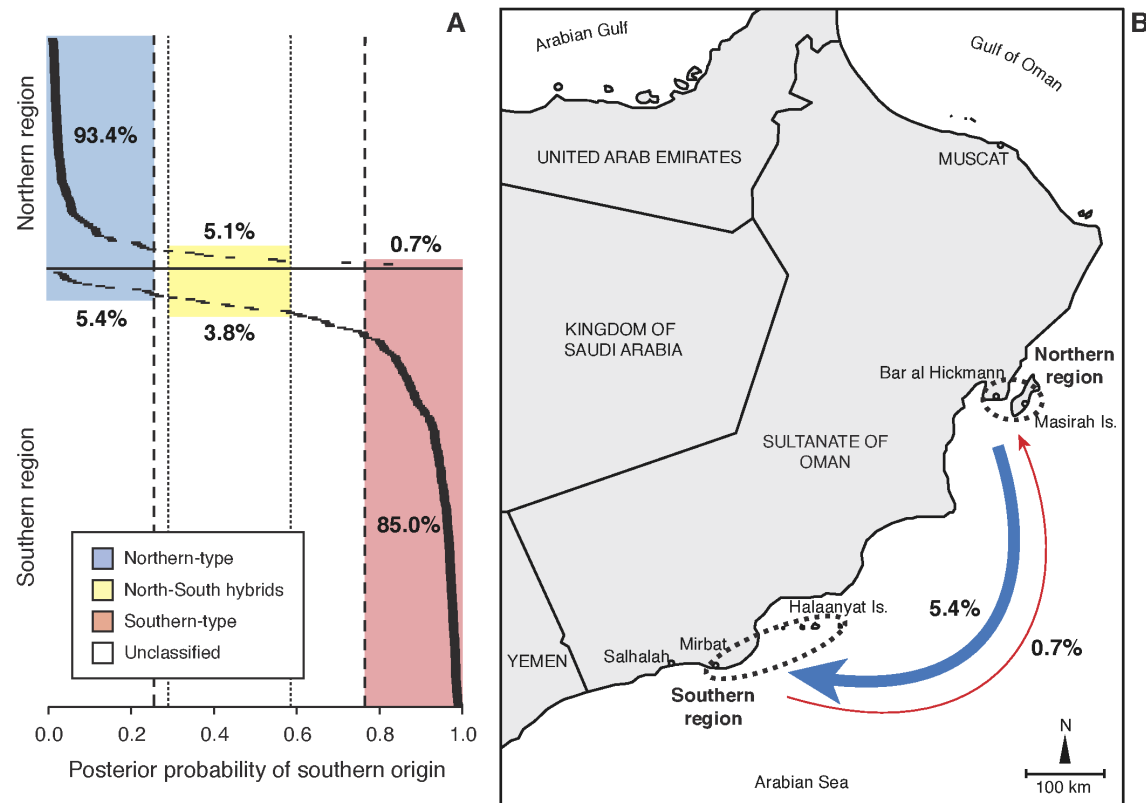 A
Northern region
93.4%
5.1%
0.7%
5.4%
3.8%
Southern region
85.0%
Northern-type
North-South hybrids
Southern-type
Unclassified
0.0 0.2 0.4 0.6 0.8 1.0
Posterior probability of southern origin
B
Arabian Gulf
Gulf of Oman
UNITED ARAB EMIRATES
MUSCAT
KINGDOM OF
SAUDI ARABIA
Bar al Hickmann
Northern
region
Masirah Is.
SULTANATE OF
OMAN
Halaanyat Is.
5.4%
0.7%
YEMEN
Salhalah
Mirbat
Southern
region
N
100 km
Arabian Sea